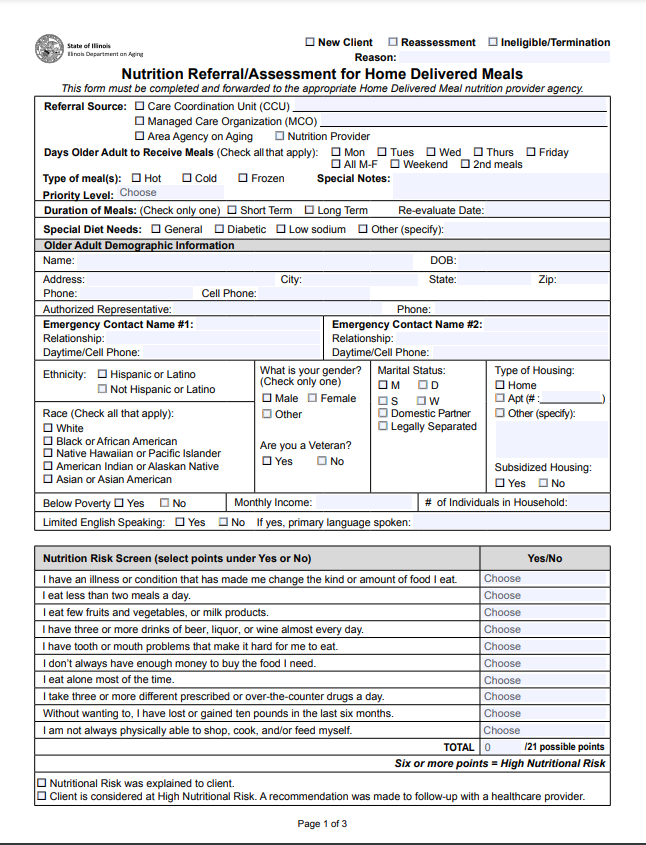 State of Illinois
Illinois Department on Aging
New Client Reassessment Ineligible/Termination
Reason:
Nutrition Referral/Assessment for Home Delivered Meals
This form must be completed and forwarded to the appropriate Home Delivered Meal nutrition provider agency.
Referral Source: Care Coordination Unit (CCU)
Managed Care Organization (MCO)
Area Agency on Aging Nutrition Provider
Days Older Adult to Receive Meals (Check all that apply): Mon Tues Wed Thurs Friday
All M-F Weekend 2nd meals
Type of meal(s): Hot Cold Frozen Special Notes:
Priority Level: Choose
Duration of Meals: (Check only one) Short Term Long Term Re-evaluate Date:
Special Diet Needs: General Diabetic Low sodium Other (specify):
Older Adult Demographic Information
Name: DOB:
Address: City: State: Zip:
Phone: Cell Phone:
Authorized Representative: Phone:
Emergency Contact Name #1:
Relationship:
Daytime/Cell Phone:
Emergency Contact Name #2:
Relationship:
Daytime/Cell Phone:
Ethnicity: Hispanic or Latino
Not Hispanic or Latino
Race (Check all that apply):
White
Black or African American
Native Hawaiian or Pacific Islander
American Indian or Alaskan Native
Asian or Asian American
What is your gender?
(Check only one)
Male Female
Other
Are you a Veteran?
Yes No
Marital Status:
M D
S W
Domestic Partner
Legally Separated
Type of Housing:
Home
Apt (# :________)
Other (specify):
Subsidized Housing:
Yes No
Below Poverty Yes No Monthly Income: # of Individuals in Household:
Limited English Speaking: Yes No If yes, primary language spoken:
Nutrition Risk Screen (select points under Yes or No) Yes/No
I have an illness or condition that has made me change the kind or amount of food I eat. Choose
I eat less than two meals a day. Choose
I eat few fruits and vegetables, or milk products. Choose
I have three or more drinks of beer, liquor, or wine almost every day. Choose
I have tooth or mouth problems that make it hard for me to eat. Choose
I don't always have enough money to buy the food I need. Choose
I eat alone most of the time. Choose
I take three or more different prescribed or over-the-counter drugs a day. Choose
Without wanting to, I have lost or gained ten pounds in the last six months. Choose
I am not always physically able to shop, cook, and/or feed myself. Choose
TOTAL 0 /21 possible points
Six or more points = High Nutritional Risk
Nutritional Risk was explained to client.
Client is considered at High Nutritional Risk. A recommendation was made to follow-up with a healthcare provider.
Page 1 of 3